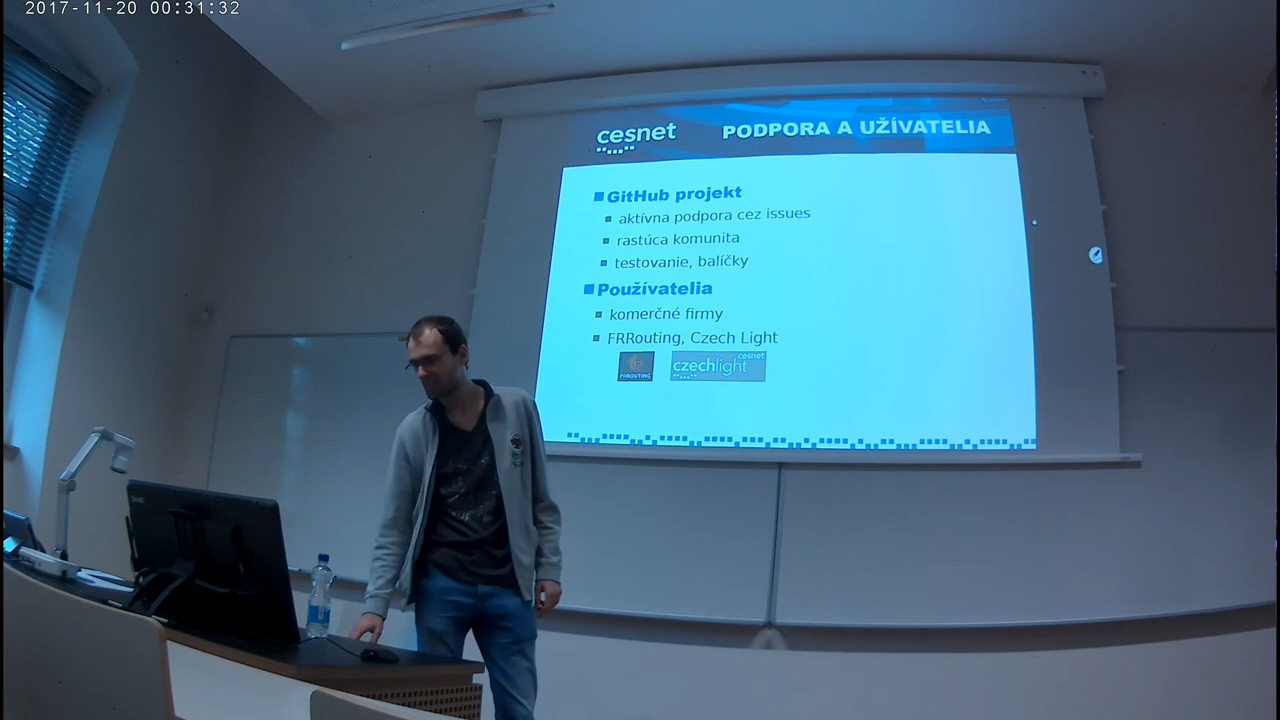 2017-11-20 00:31:32
cesnet
PODPORA A UŽÍVATELIA
GitHub projekt
aktívna podpora cez issues
rastúca komunita
testovanie, balíčky
Používatelia
komerčné firmy
FRRouting, Czech Light
FRROUTING
cesnet
czechlight